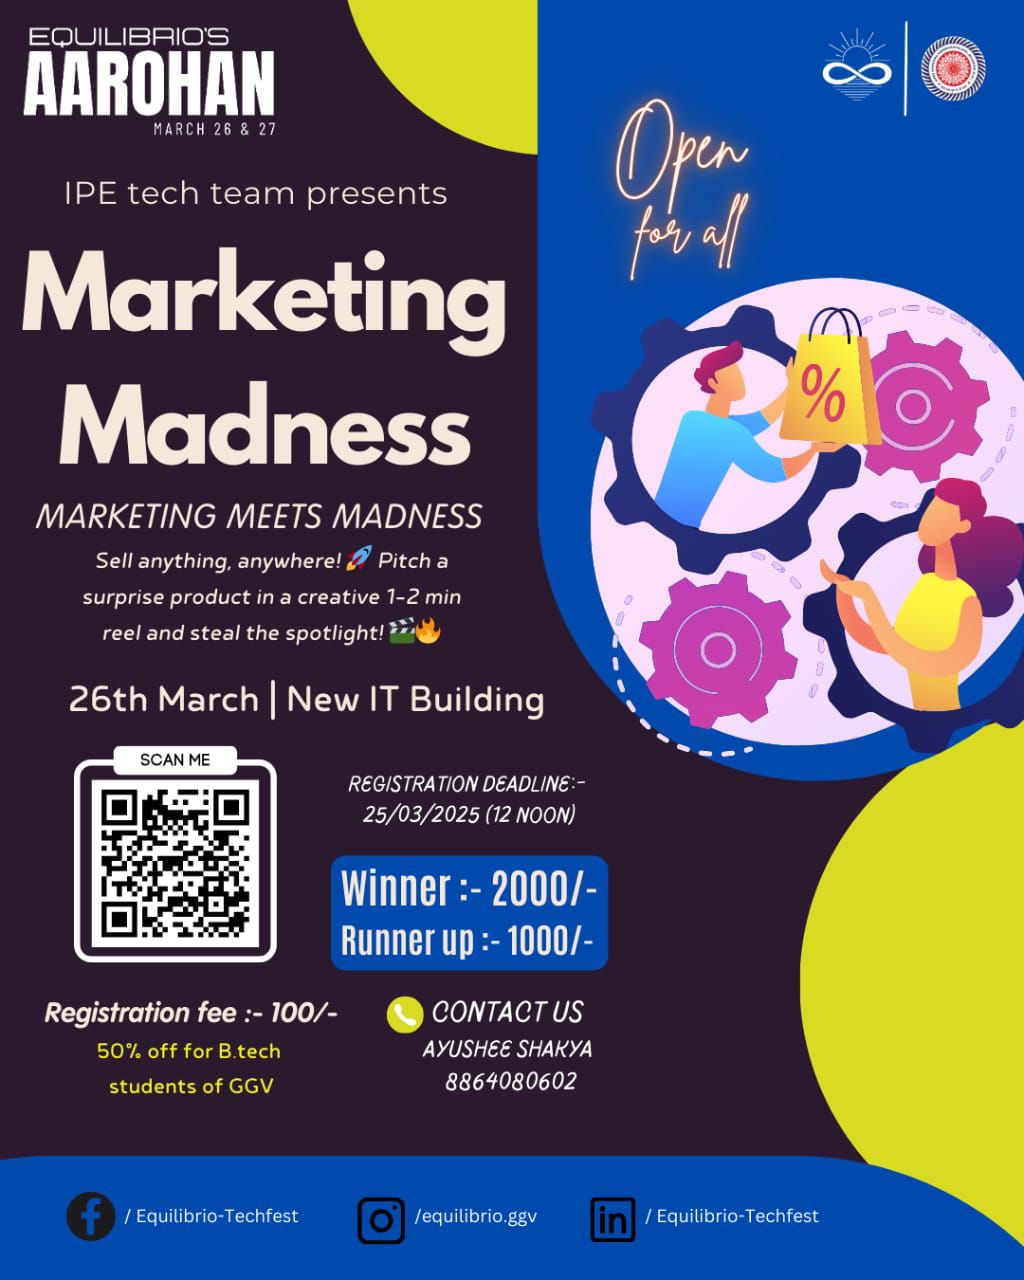 EQUILIBRIO'S
AAROHAN
MARCH 26 & 27
Open
for all
IPE tech team presents
Marketing
Madness
MARKETING MEETS MADNESS
Sell anything, anywhere! 🚀 Pitch a
surprise product in a creative 1-2 min
reel and steal the spotlight! 🎬🔥
%
26th March | New IT Building
SCAN ME
REGISTRATION DEADLINE:-
25/03/2025 (12 NOON)
Winner :- 2000/-
Runner up :- 1000/-
Registration fee :- 100/-
50% off for B.tech
students of GGV
CONTACT US
AYUSHEE SHAKYA
8864080602
/ Equilibrio-Techfest
/equilibrio.ggv
in / Equilibrio-Techfest